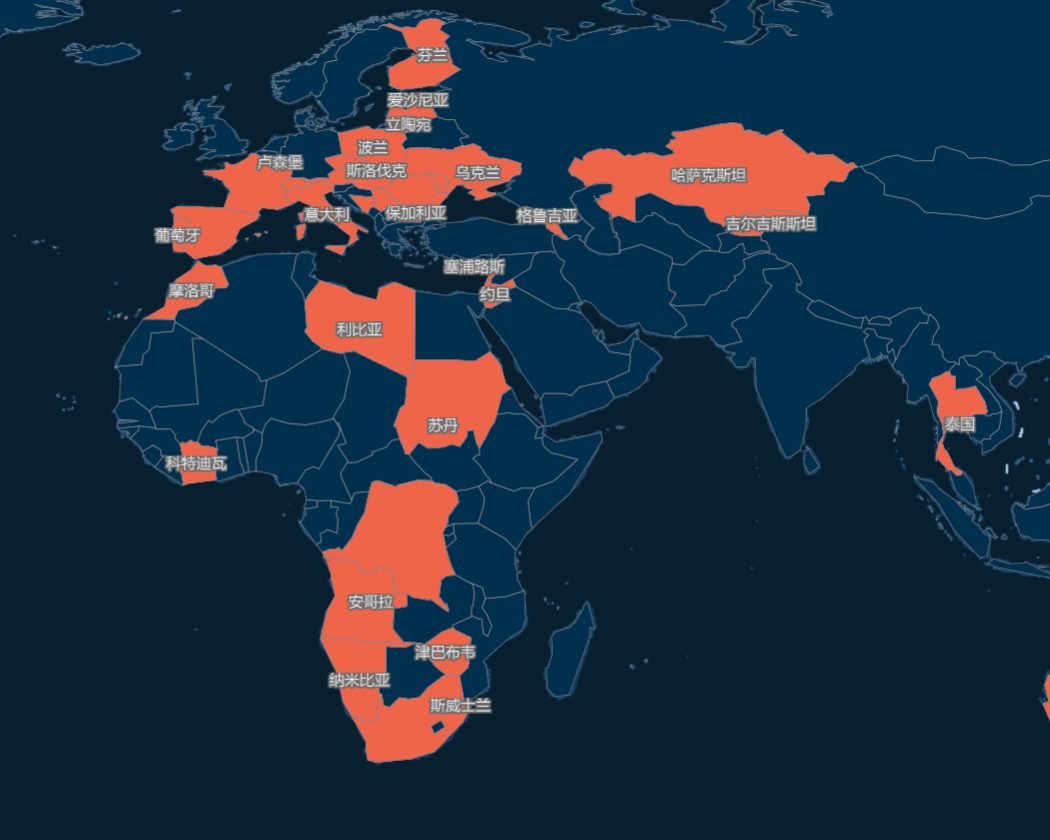 芬兰
爱沙尼亚
立陶宛
波兰
卢森堡
斯洛伐克
乌克兰
哈萨克斯坦
意大利
保加利亚
格鲁吉亚
吉尔吉斯斯坦
葡萄牙
塞浦路斯
摩洛哥
约旦
利比亚
苏丹
泰国
科特迪瓦
安哥拉
津巴布韦
纳米比亚
斯威士兰